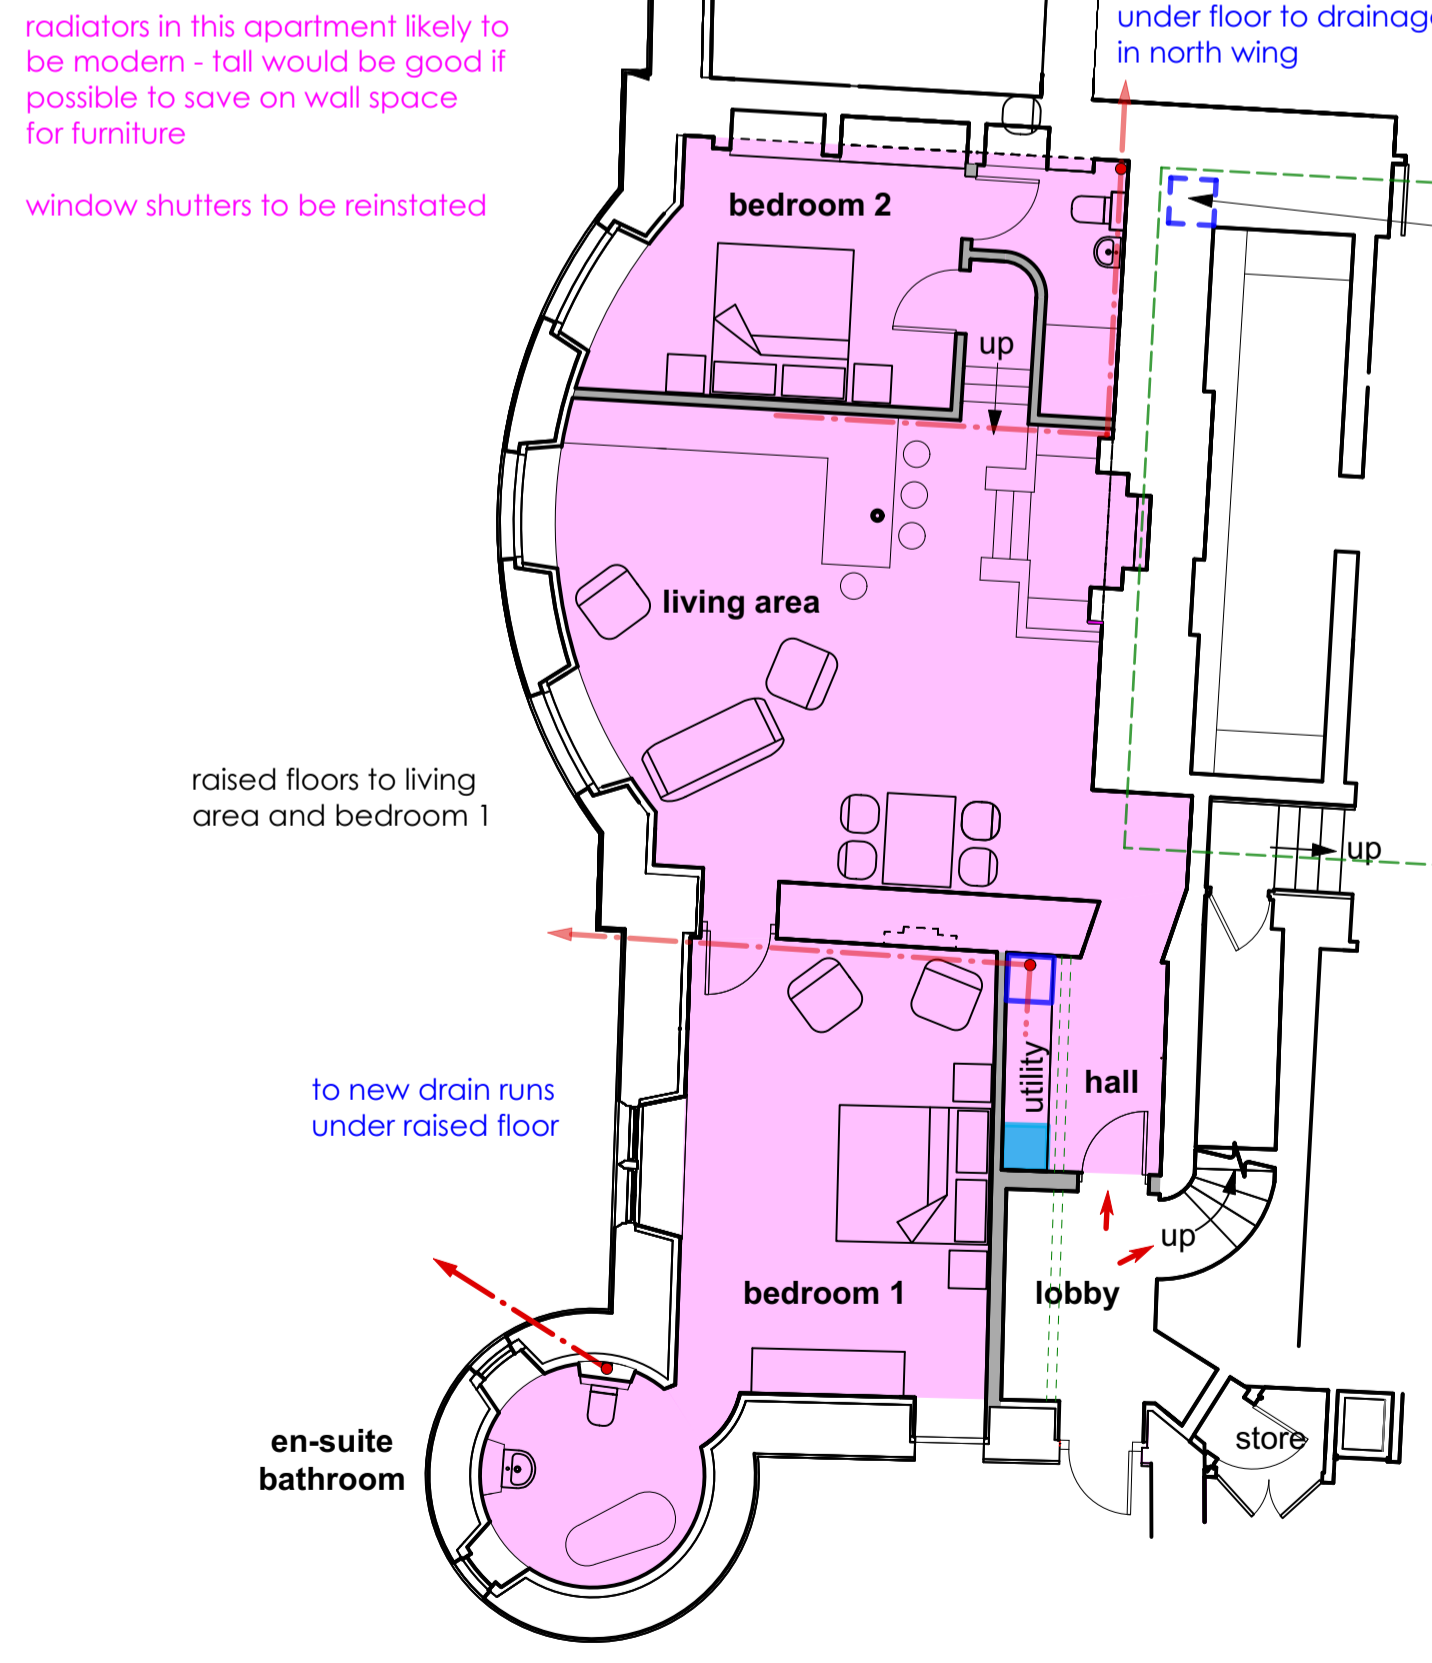 radiators in this apartment likely to
be modern - tall would be good if
possible to save on wall space
for furniture
window shutters to be reinstated
under floor to drainage
in north wing
bedroom 2
up
living area
raised floors to living
area and bedroom 1
up
to new drain runs
under raised floor
utility
hall
up
bedroom 1
lobby
en-suite
bathroom
store